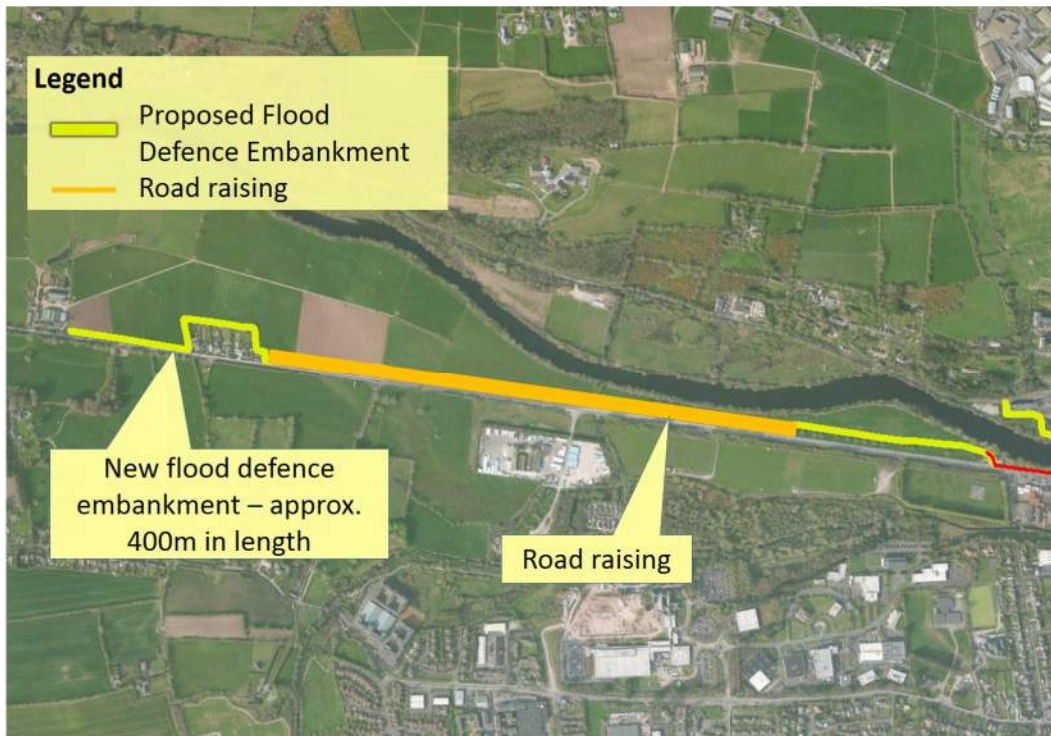 Legend
Proposed Flood
Defence Embankment
Road raising
New flood defence
embankment – approx.
400m in length
Road raising